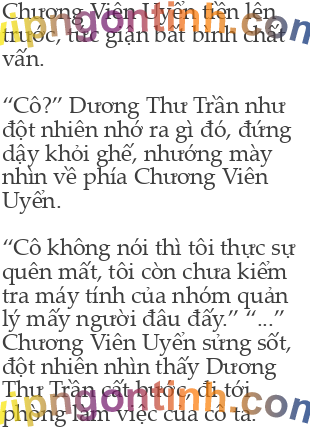 Chương Viên Uyển tiến lên
trước, tức giận bất bình chất
vấn.
“Cô?” Dương Thư Trần như
đột nhiên nhớ ra gì đó, đứng
dậy khỏi ghế, nhướng mày
nhìn về phía Chương Viên
Uyển.
“Cô không nói thì tôi thực sự
quên mất, tôi còn chưa kiểm
tra máy tính của nhóm quản
lý mấy người đâu đấy.” “...”
Chương Viên Uyển sửng sốt,
đột nhiên nhìn thấy Dương
Thư Trần cất bước, đi tới
phòng làm việc của cô ta.